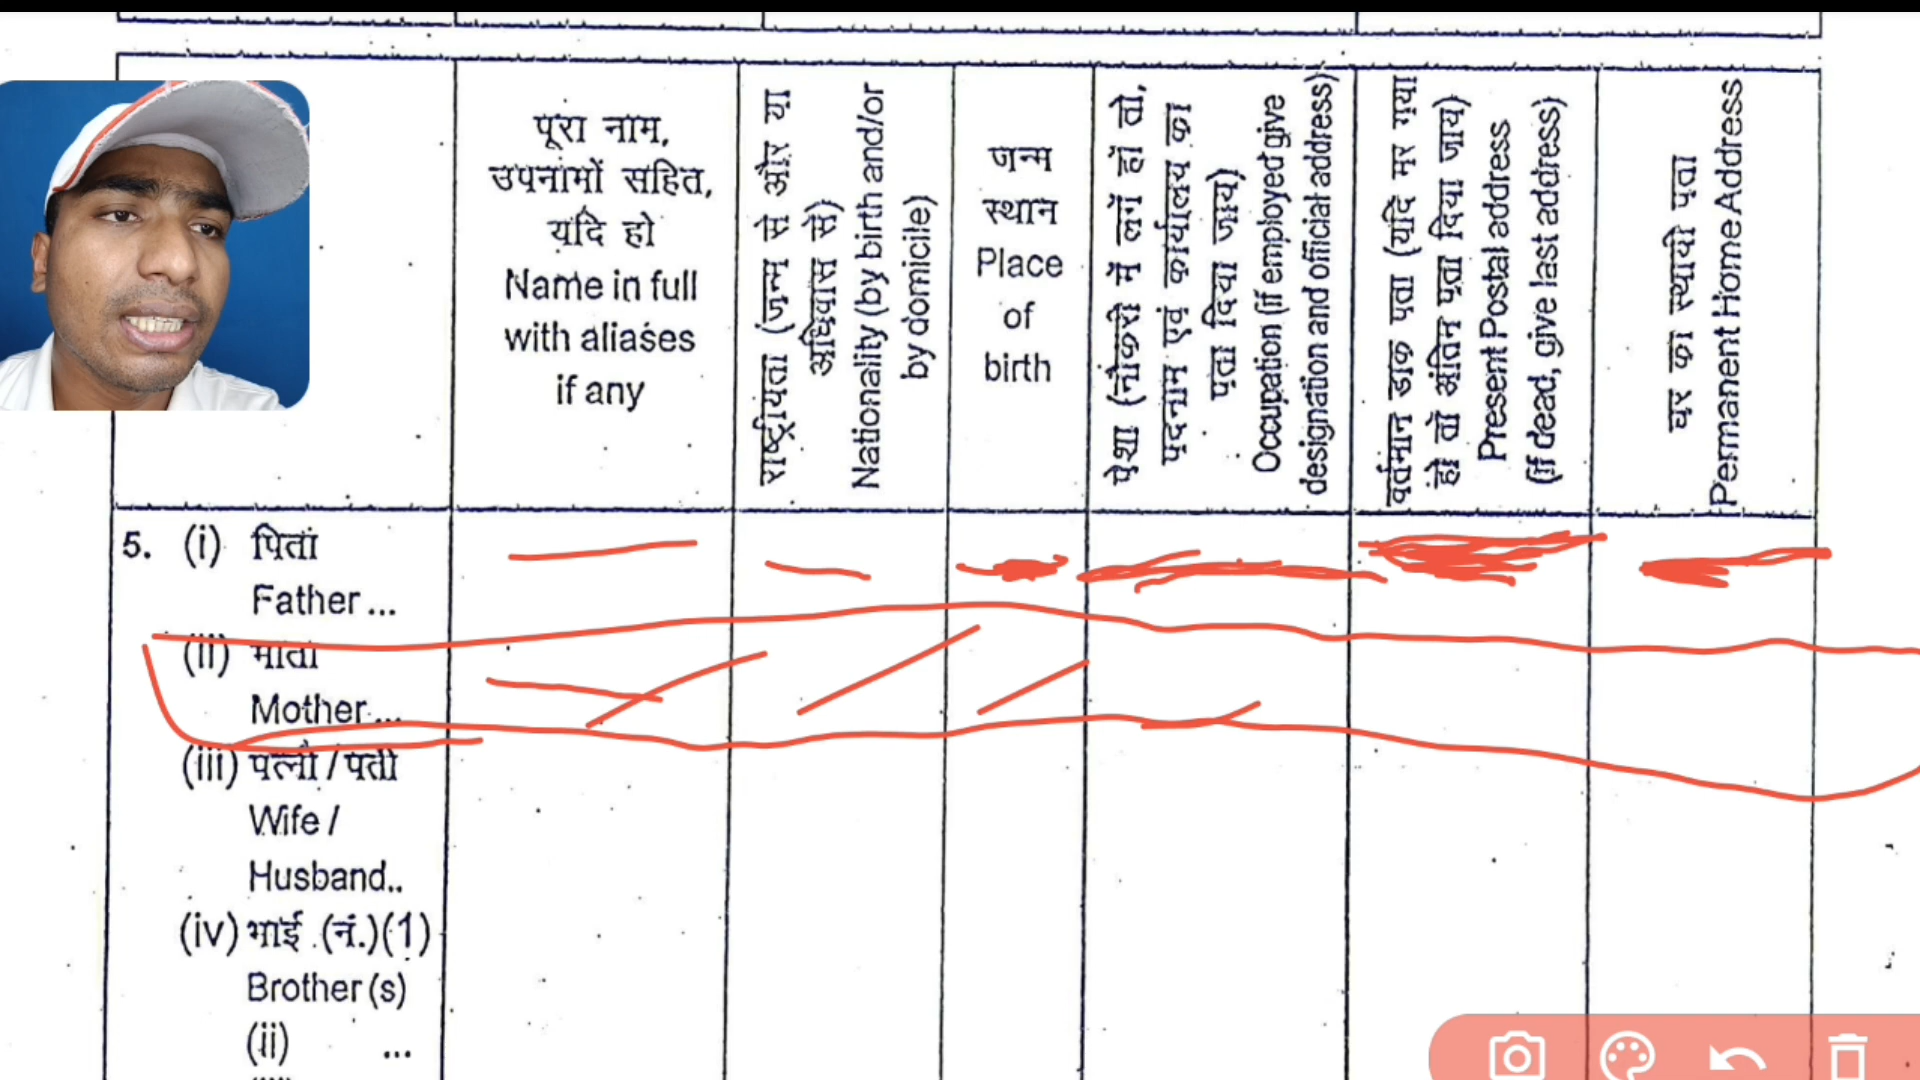 पूरा नाम,
उपनामों सहित,
यदि हो
Name in full
with aliases
if any
राष्ट्रीयता (जन्म से और या
अधिवास से)
Nationality (by birth and/or
by domicile)
जन्म
स्थान
Place
of
birth
पेशा (नौकरी में लगे हों तो,
पदनाम एवं कार्यालय का
पता दिया जाय)
Occupation (if employed give
designation and official address)
वर्तमान डाक पता (यदि मर गया
हो तो अंतिम पता दिया जाय)
Present Postal address
(if dead, give last address)
घर का स्थायी पता
Permanent Home Address
5. (i) पिता
Father ...
(ii) माता
Mother ...
(iii) पत्नी / पती
Wife /
Husband..
(iv) भाई (नं.)(1)
Brother (s)
(ii) ...